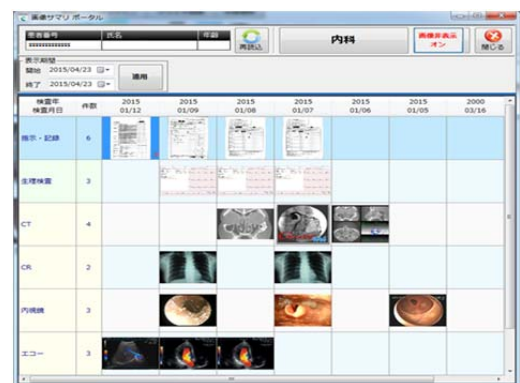 画像サマリ ポータル
患者番号 氏名 年齢
再読込
内科
画像非表示
オン
閉じる
表示期間
開始 2015/04/23
終了 2015/04/23
適用
検査年 件数 2015 2015 2015 2015 2015 2015 2000
検査月日 01/12 01/09 01/08 01/07 01/06 01/05 03/16
指示・記録 6
生理検査 3
CT 4
CR 2
内視鏡 3
エコー 3